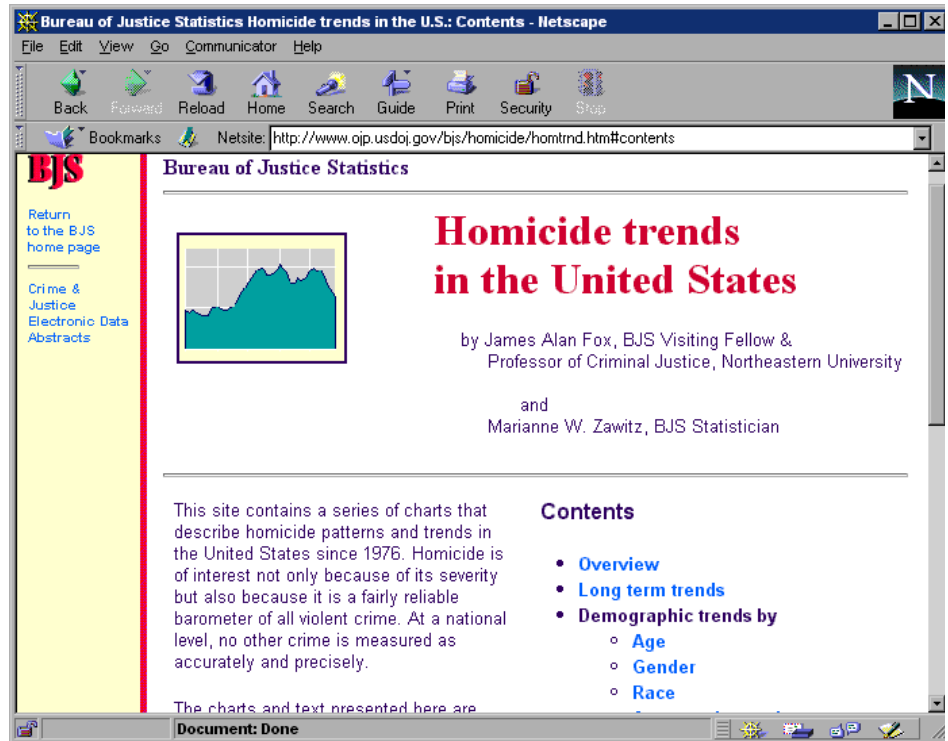 Bureau of Justice Statistics Homicide trends in the U.S.: Contents - Netscape
File Edit View Go Communicator Help
Back Forward Reload Home Search Guide Print Security Stop
N
Bookmarks Netsite: http://www.ojp.usdoj.gov/bjs/homicide/homtrnd.htm#contents
BJS
Return
to the BJS
home page
Crime &
Justice
Electronic Data
Abstracts
Bureau of Justice Statistics
Homicide trends
in the United States
by James Alan Fox, BJS Visiting Fellow &
Professor of Criminal Justice, Northeastern University
and
Marianne W. Zawitz, BJS Statistician
This site contains a series of charts that
describe homicide patterns and trends in
the United States since 1976. Homicide is
of interest not only because of its severity
but also because it is a fairly reliable
barometer of all violent crime. At a national
level, no other crime is measured as
accurately and precisely.
The charts and text presented here are
Contents
• Overview
• Long term trends
• Demographic trends by
○ Age
○ Gender
○ Race
Document: Done